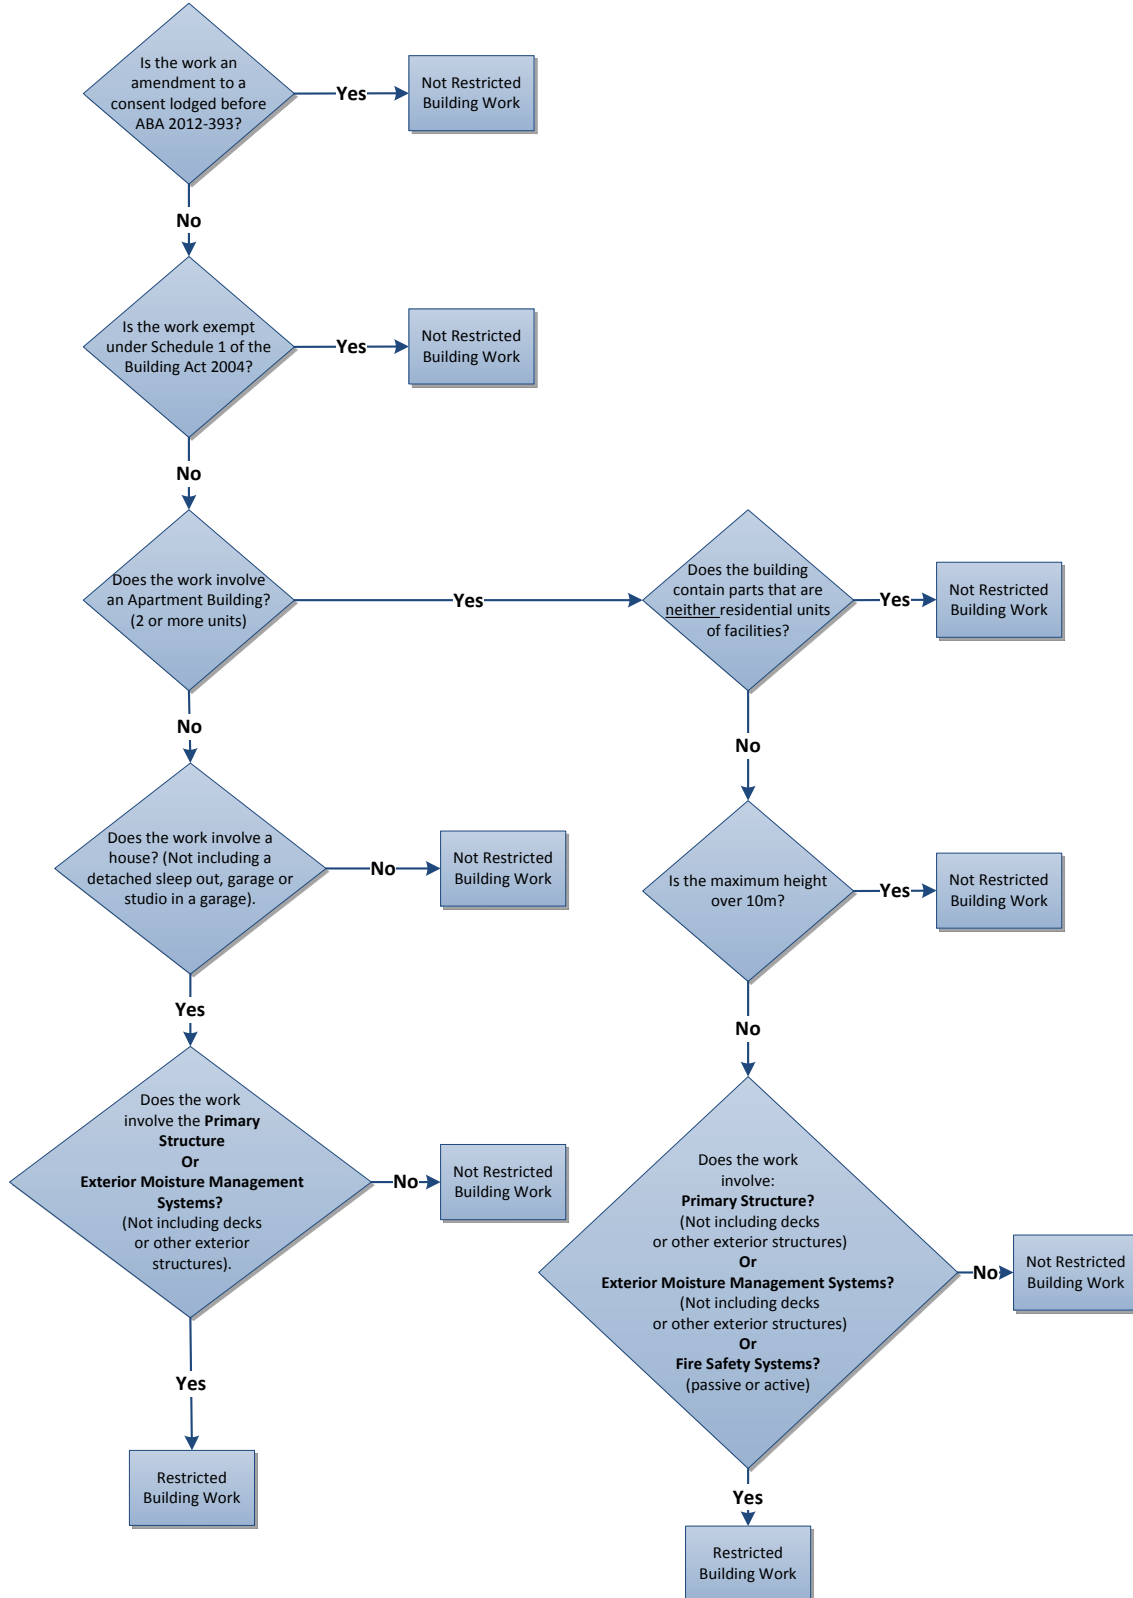 Is the work an
amendment to a
consent lodged before
ABA 2012-393?
Yes
Not Restricted
Building Work
No
Is the work exempt
under Schedule 1 of the
Building Act 2004?
Yes
Not Restricted
Building Work
No
Does the work involve
an Apartment Building?
(2 or more units)
Yes
Does the building
contain parts that are
neither residential units
of facilities?
Yes
Not Restricted
Building Work
No
No
Does the work involve a
house? (Not including a
detached sleep out, garage or
studio in a garage).
No
Not Restricted
Building Work
Is the maximum height
over 10m?
Yes
Not Restricted
Building Work
Yes
No
Does the work
involve the Primary
Structure
Or
Exterior Moisture Management
Systems?
(Not including decks
or other exterior
structures).
No
Not Restricted
Building Work
Does the work
involve:
Primary Structure?
(Not including decks
or other exterior structures)
Or
Exterior Moisture Management Systems?
(Not including decks
or other exterior structures)
Or
Fire Safety Systems?
(passive or active)
No
Not Restricted
Building Work
Yes
Restricted
Building Work
Yes
Restricted
Building Work